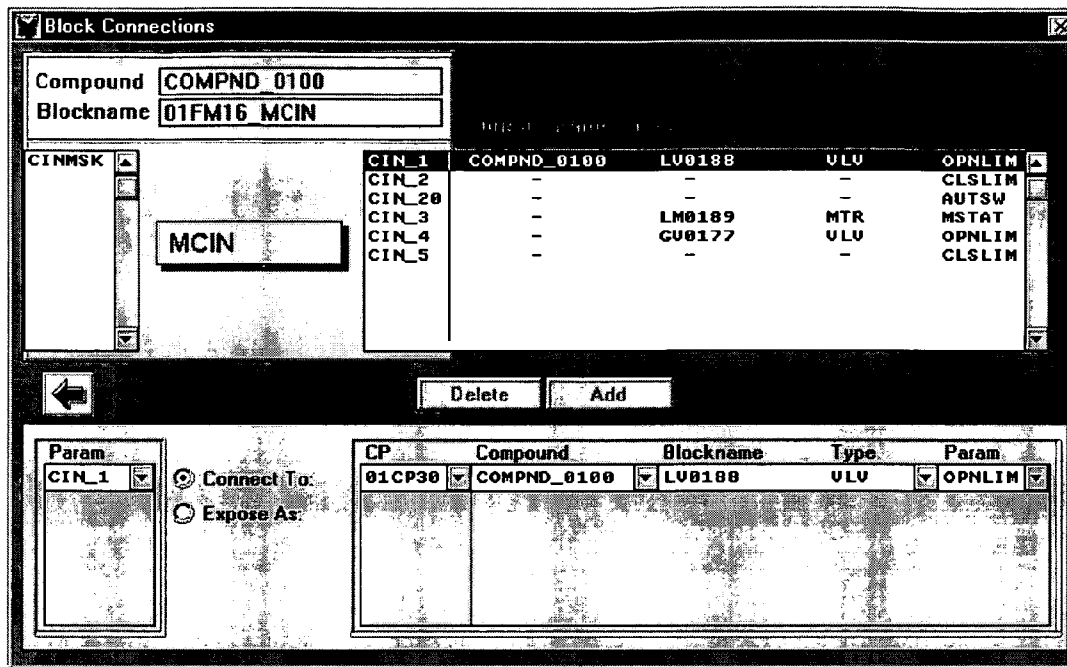 Block Connections
Compound COMPND_0100
Blockname 01FM16_MCIN
CINMSK
MCIN
CIN_1 COMPND_0100 LV0188 VLV OPNLIM
CIN_2 - - - CLSLIM
CIN_20 - - - AUTSW
CIN_3 - LM0189 MTR MSTAT
CIN_4 - GV0177 VLV OPNLIM
CIN_5 - - - CLSLIM
Delete Add
Param
CIN_1
Connect To:
Expose As:
CP Compound Blockname Type Param
01CP30 COMPND_0100 LV0188 VLV OPNLIM